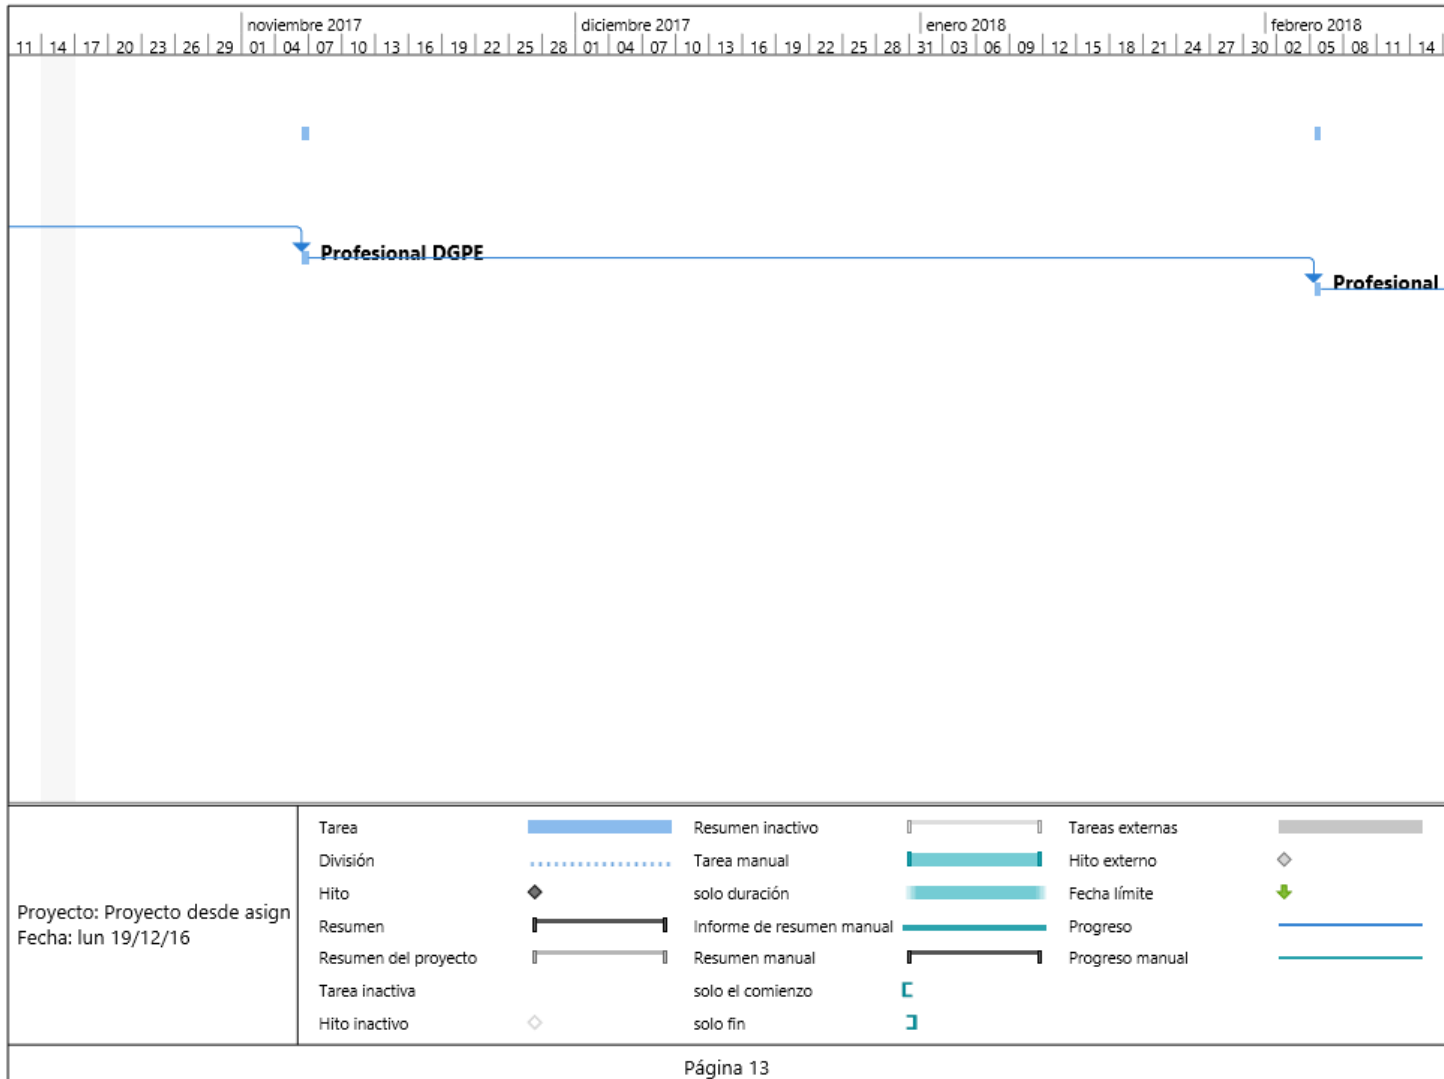 noviembre 2017 diciembre 2017 enero 2018 febrero 2018
11 14 17 20 23 26 29 01 04 07 10 13 16 19 22 25 28 01 04 07 10 13 16 19 22 25 28 31 03 06 09 12 15 18 21 24 27 30 02 05 08 11 14
Profesional DGPE
Profesional
Tarea Resumen inactivo Tareas externas
División Tarea manual Hito externo
Hito solo duración Fecha límite
Proyecto: Proyecto desde asign
Fecha: lun 19/12/16
Resumen Informe de resumen manual Progreso
Resumen del proyecto Resumen manual Progreso manual
Tarea inactiva solo el comienzo
Hito inactivo solo fin
Página 13